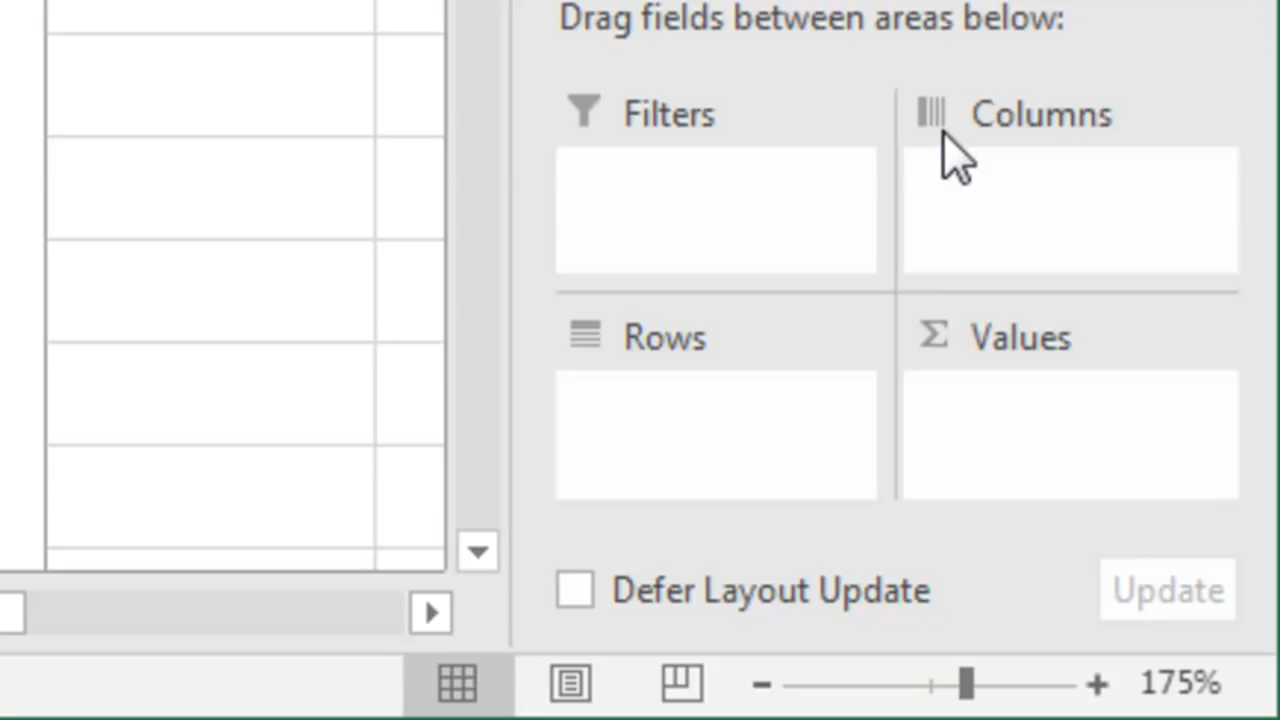 Drag fields between areas below:
Filters
Columns
Rows
Σ Values
Defer Layout Update
Update
175%